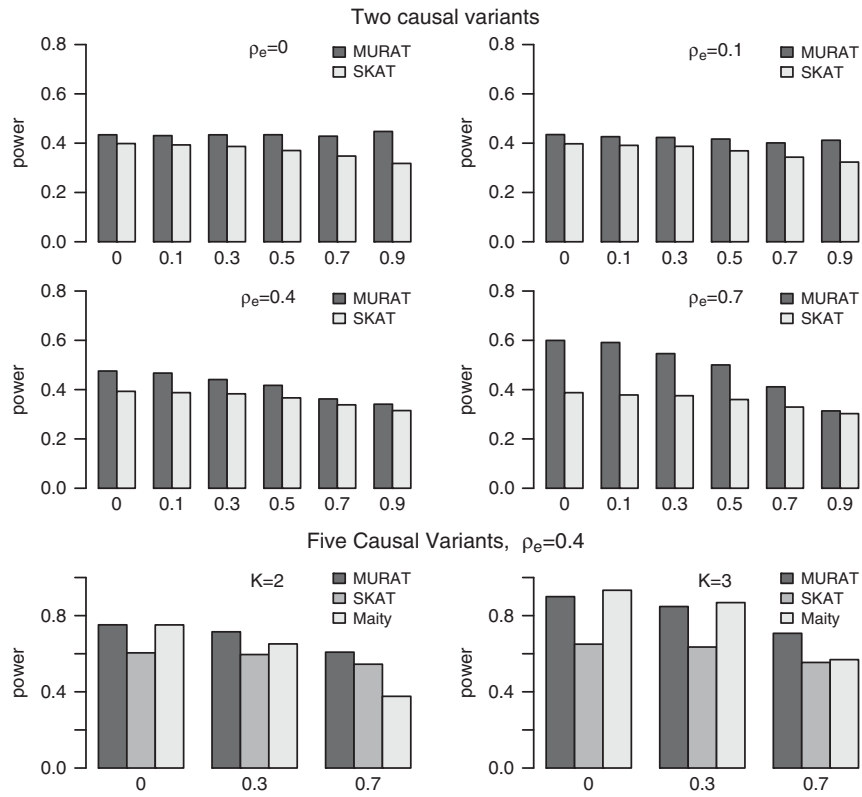 Two causal variants
ρe=0
MURAT
SKAT
power
0.8
0.6
0.4
0.2
0.0
0 0.1 0.3 0.5 0.7 0.9
ρe=0.1
MURAT
SKAT
power
0.8
0.6
0.4
0.2
0.0
0 0.1 0.3 0.5 0.7 0.9
ρe=0.4
MURAT
SKAT
power
0.8
0.6
0.4
0.2
0.0
0 0.1 0.3 0.5 0.7 0.9
ρe=0.7
MURAT
SKAT
power
0.8
0.6
0.4
0.2
0.0
0 0.1 0.3 0.5 0.7 0.9
Five Causal Variants, ρe=0.4
K=2
MURAT
SKAT
Maity
power
0.8
0.4
0.0
0 0.3 0.7
K=3
MURAT
SKAT
Maity
power
0.8
0.4
0.0
0 0.3 0.7